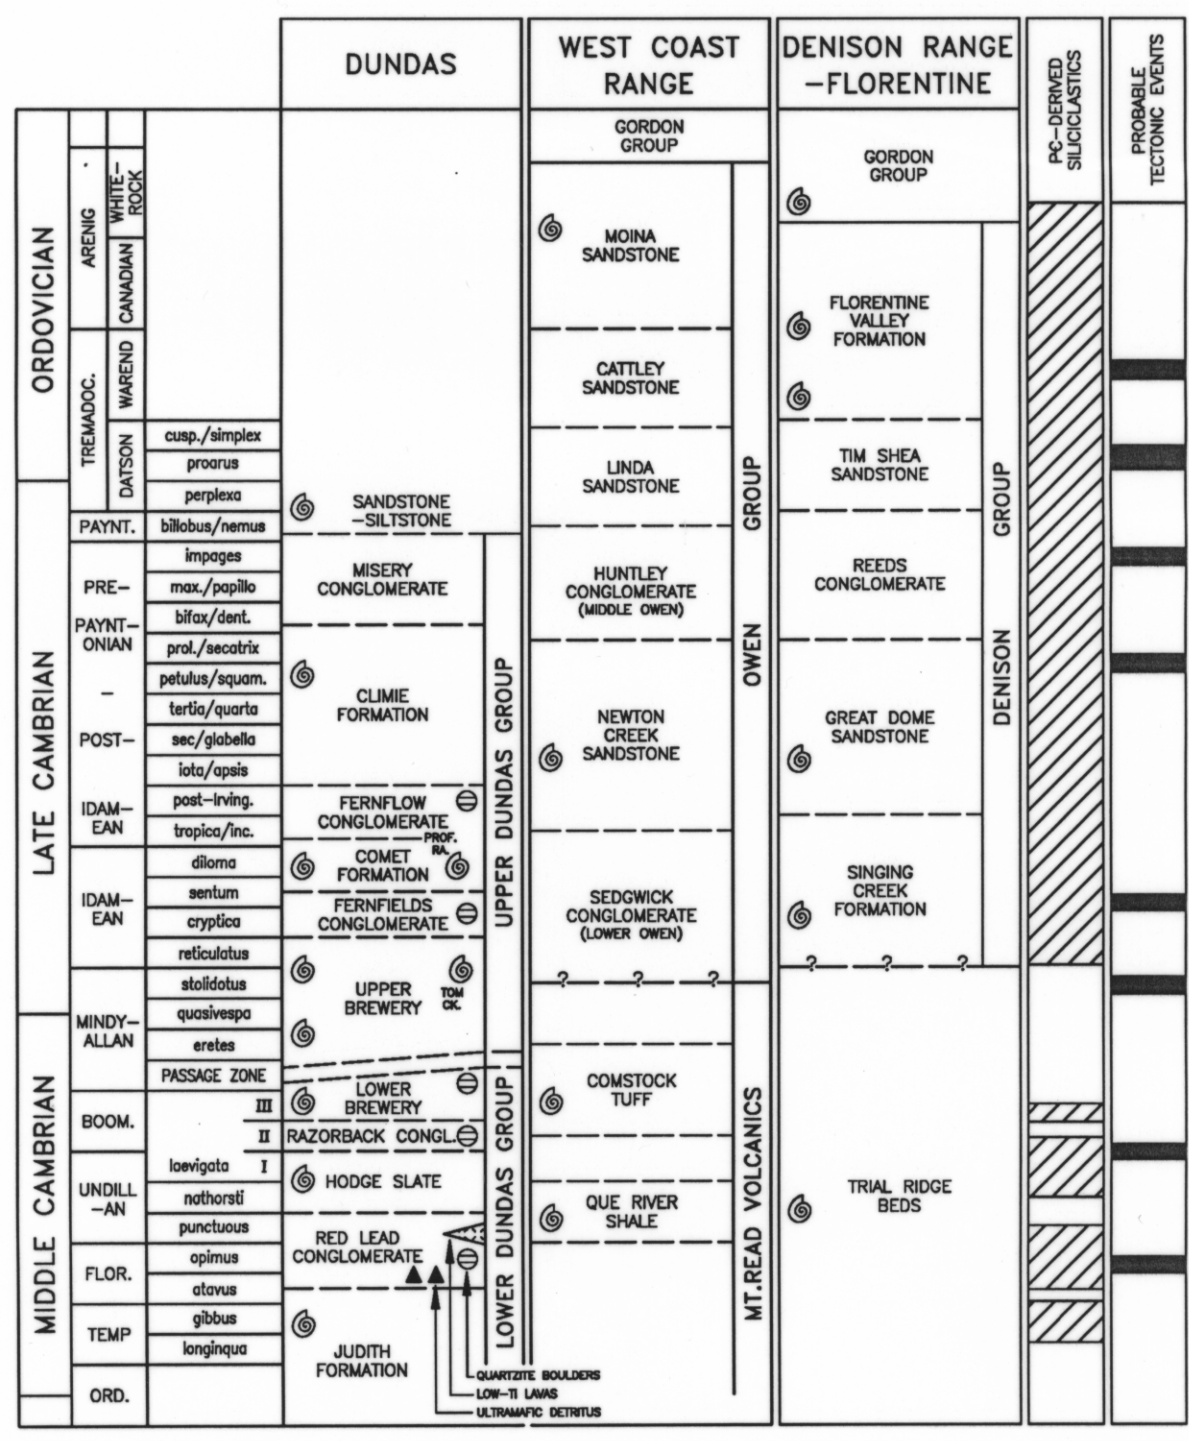 DUNDAS
WEST COAST
RANGE
DENISON RANGE
-FLORENTINE
PC-DERIVED
SILICICLASTICS
PROBABLE
TECTONIC EVENTS
ORDOVICIAN
LATE CAMBRIAN
MIDDLE CAMBRIAN
ARENIG
TREMADOC.
WHITE-
ROCK
CANADIAN
WAREND
DATSON
PAYNT.
PRE-
PAYNT-
ONIAN
-
POST-
IDAM-
EAN
IDAM-
EAN
MINDY-
ALLAN
BOOM.
UNDILL
-AN
FLOR.
TEMP
ORD.
cusp./simplex
proarus
perplexa
billobus/nemus
impages
max./papillo
bifax/dent.
prol./secatrix
petulus/squam.
tertia/quarta
sec/glabella
iota/apsis
post-Irving.
tropica/inc.
diloma
sentum
cryptica
reticulatus
stolidotus
quasivespa
eretes
PASSAGE ZONE
III
II
laevigata I
nathorsti
punctuous
opimus
atavus
gibbus
longinqua
SANDSTONE
-SILTSTONE
MISERY
CONGLOMERATE
CLIMIE
FORMATION
FERNFLOW
CONGLOMERATE
PROF.
RA.
COMET
FORMATION
FERNFIELDS
CONGLOMERATE
UPPER
BREWERY
TOM
CK.
LOWER
BREWERY
RAZORBACK CONGL.
HODGE SLATE
RED LEAD
CONGLOMERATE
JUDITH
FORMATION
QUARTZITE BOULDERS
LOW-TI LAVAS
ULTRAMAFIC DETRITUS
UPPER DUNDAS GROUP
LOWER DUNDAS GROUP
GORDON
GROUP
MOINA
SANDSTONE
CATTLEY
SANDSTONE
LINDA
SANDSTONE
HUNTLEY
CONGLOMERATE
(MIDDLE OWEN)
NEWTON
CREEK
SANDSTONE
SEDGWICK
CONGLOMERATE
(LOWER OWEN)
? ? ?
COMSTOCK
TUFF
QUE RIVER
SHALE
OWEN GROUP
MT.READ VOLCANICS
GORDON
GROUP
FLORENTINE
VALLEY
FORMATION
TIM SHEA
SANDSTONE
REEDS
CONGLOMERATE
GREAT DOME
SANDSTONE
SINGING
CREEK
FORMATION
? ? ?
TRIAL RIDGE
BEDS
DENISON GROUP